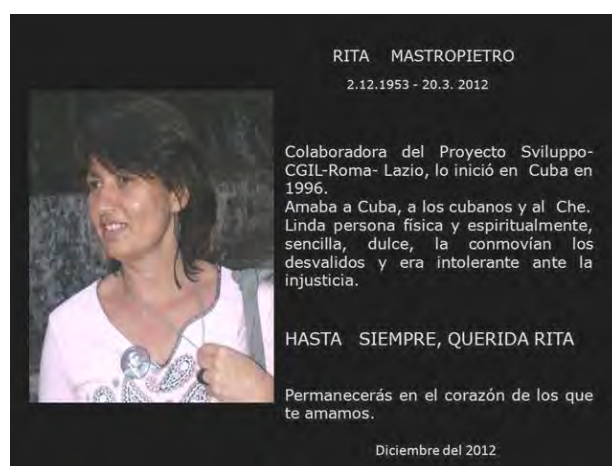 RITA MASTROPIETRO
2.12.1953 - 20.3. 2012
Colaboradora del Proyecto Sviluppo-
CGIL-Roma- Lazio, lo inició en Cuba en
1996.
Amaba a Cuba, a los cubanos y al Che.
Linda persona física y espiritualmente,
sencilla, dulce, la conmovían los
desvalidos y era intolerante ante la
injusticia.
HASTA SIEMPRE, QUERIDA RITA
Permanecerás en el corazón de los que
te amamos.
Diciembre del 2012